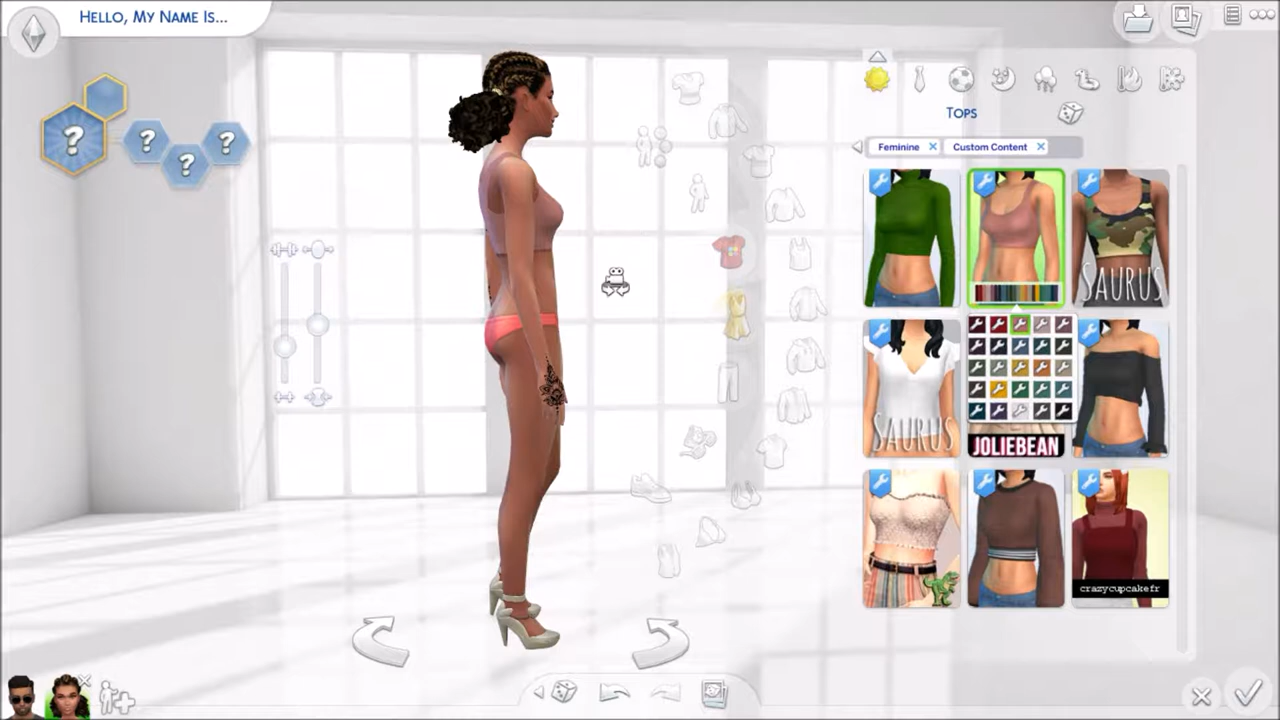 Hello, My Name Is...
Tops
Feminine
Custom Content
SAURUS
SAURUS
JOLIEBEAN
crazycupcakefr